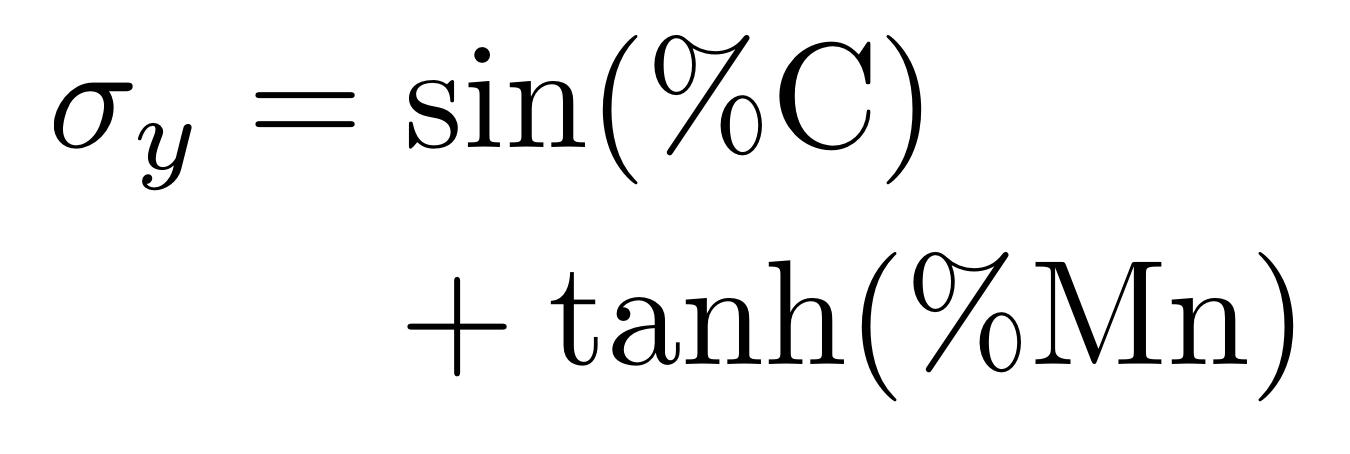 σ_y = sin(%C)
+ tanh(%Mn)